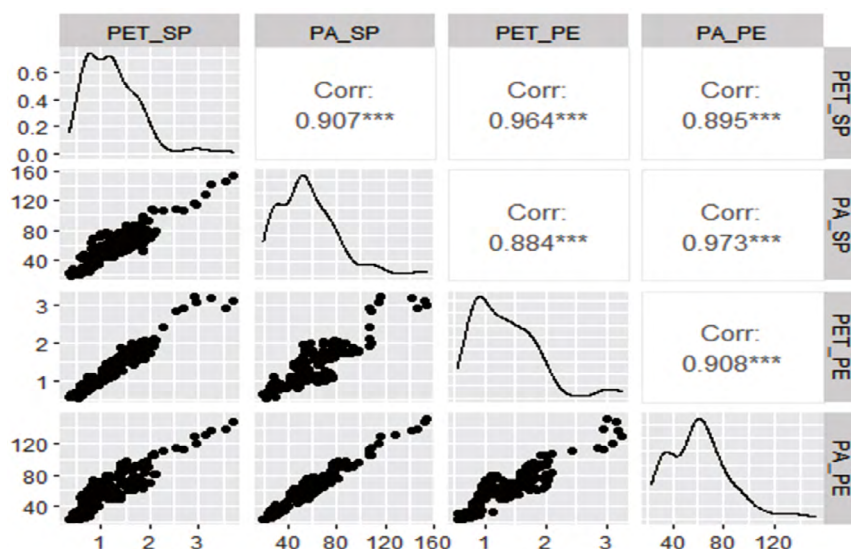 PET_SP PA_SP PET_PE PA_PE
0.6
0.4
0.2
0.0
Corr:
0.907***
Corr:
0.964***
Corr:
0.895***
PET_SP
160
120
80
40
Corr:
0.884***
Corr:
0.973***
PA_SP
3
2
1
Corr:
0.908***
PET_PE
120
80
40
PA_PE
1 2 3 40 80 120 160 1 2 3 40 80 120